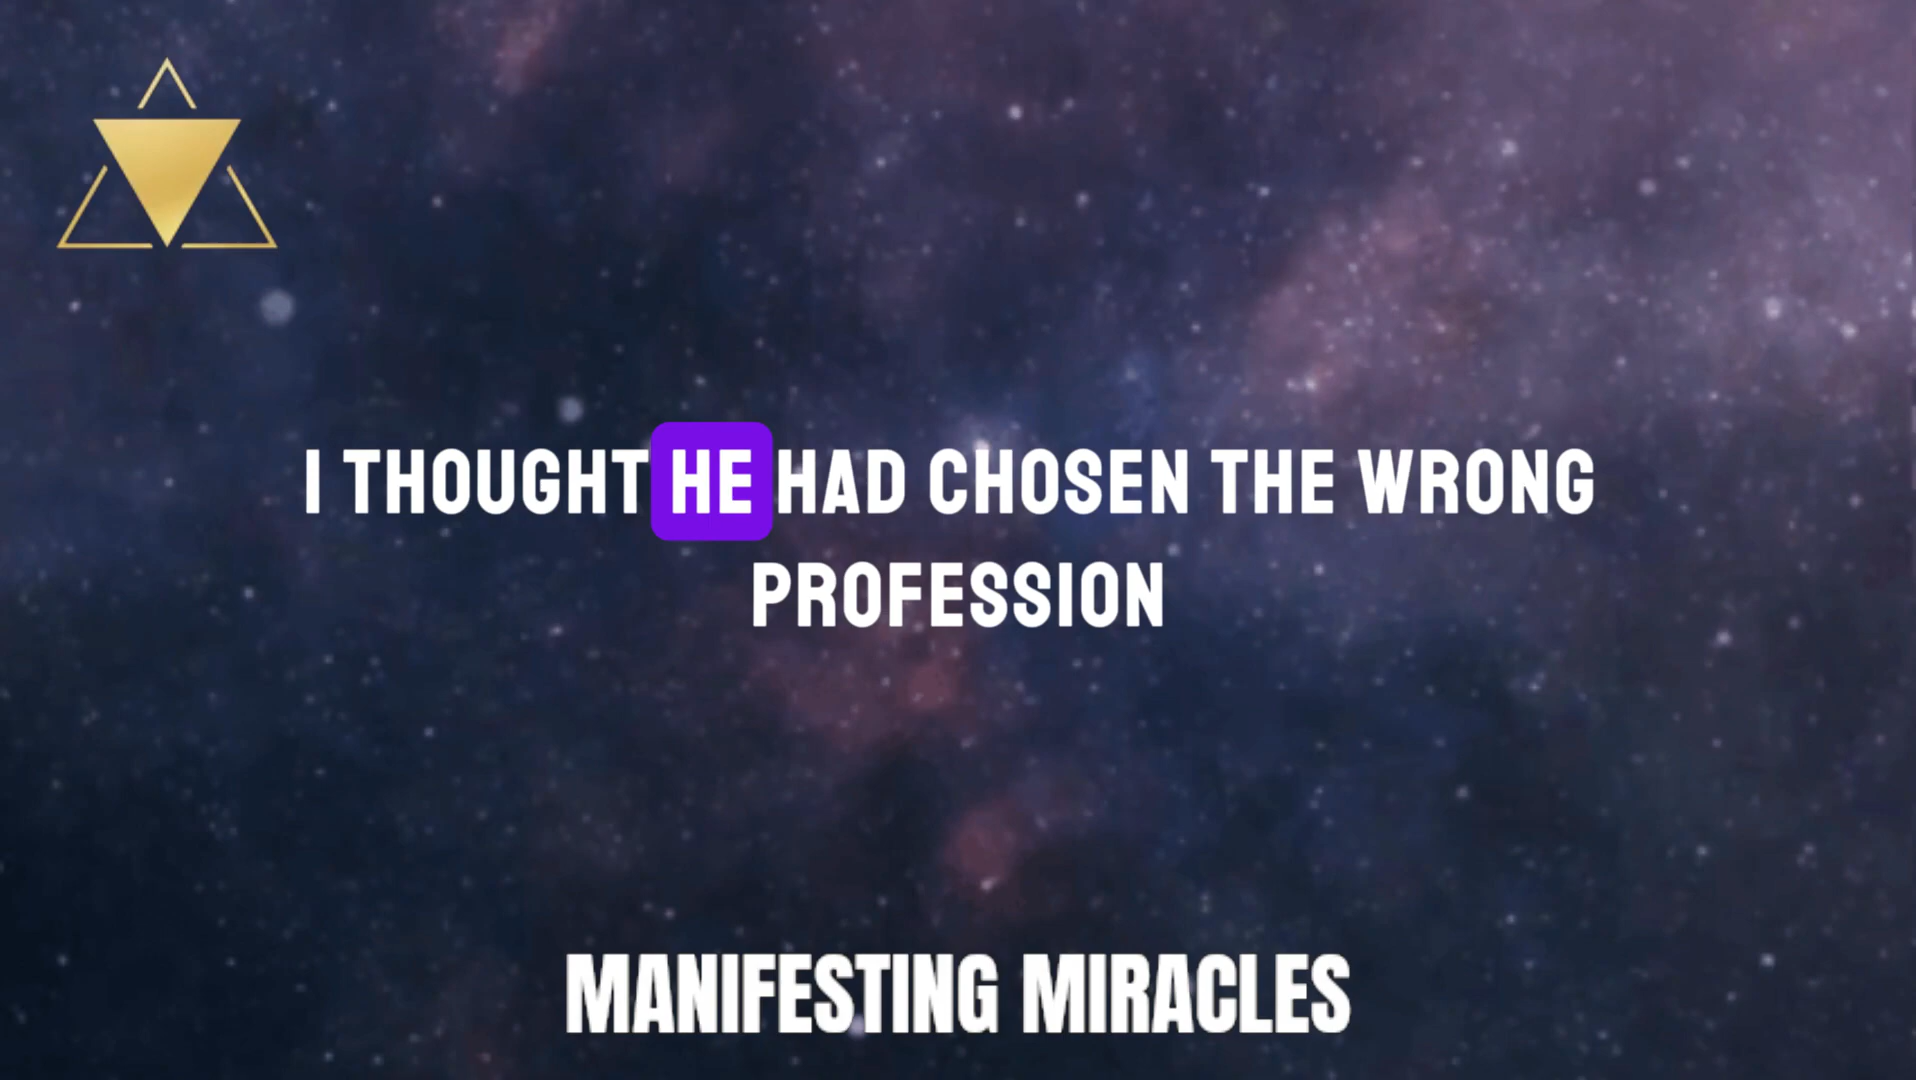 I THOUGHT HE HAD CHOSEN THE WRONG
PROFESSION
MANIFESTING MIRACLES